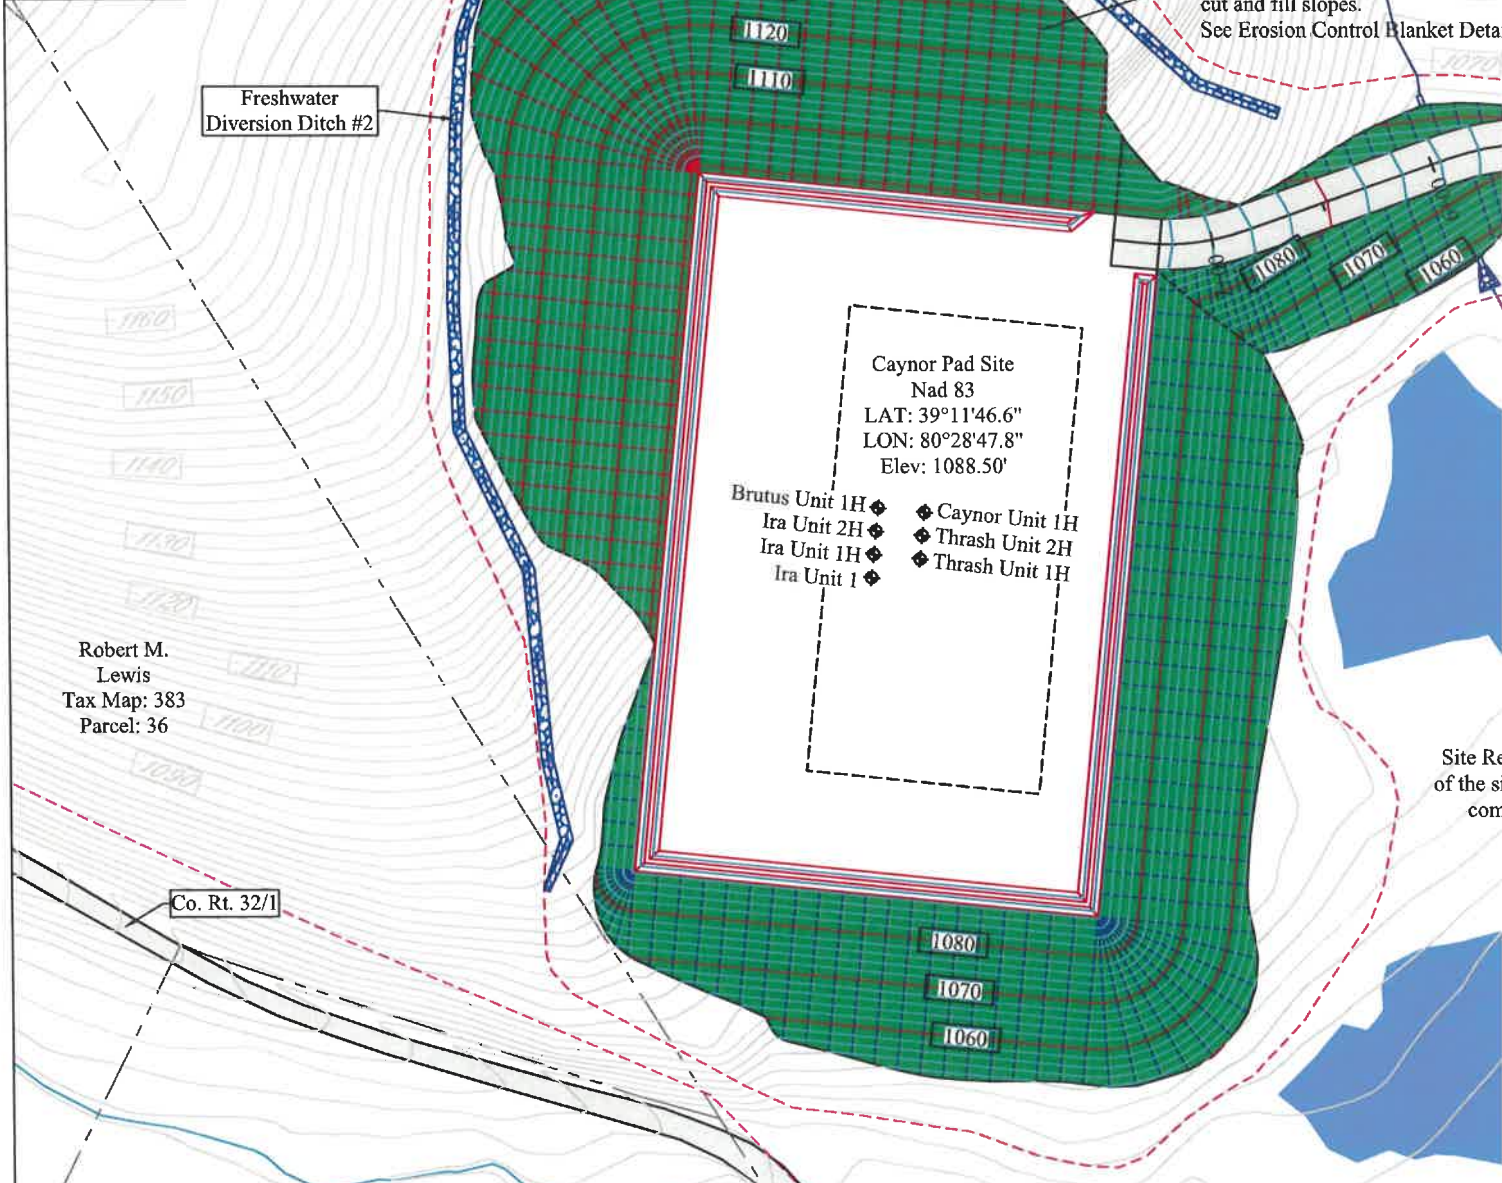 cut and fill slopes.
See Erosion Control Blanket Deta
1120
1110
1070
Freshwater
Diversion Ditch #2
1080
1070
1060
1160
1150
1140
1130
1120
1110
1100
1090
Caynor Pad Site
Nad 83
LAT: 39°11'46.6"
LON: 80°28'47.8"
Elev: 1088.50'
Brutus Unit 1H
Ira Unit 2H
Ira Unit 1H
Ira Unit 1
Caynor Unit 1H
Thrash Unit 2H
Thrash Unit 1H
Robert M.
Lewis
Tax Map: 383
Parcel: 36
Site Re
of the si
com
Co. Rt. 32/1
1080
1070
1060